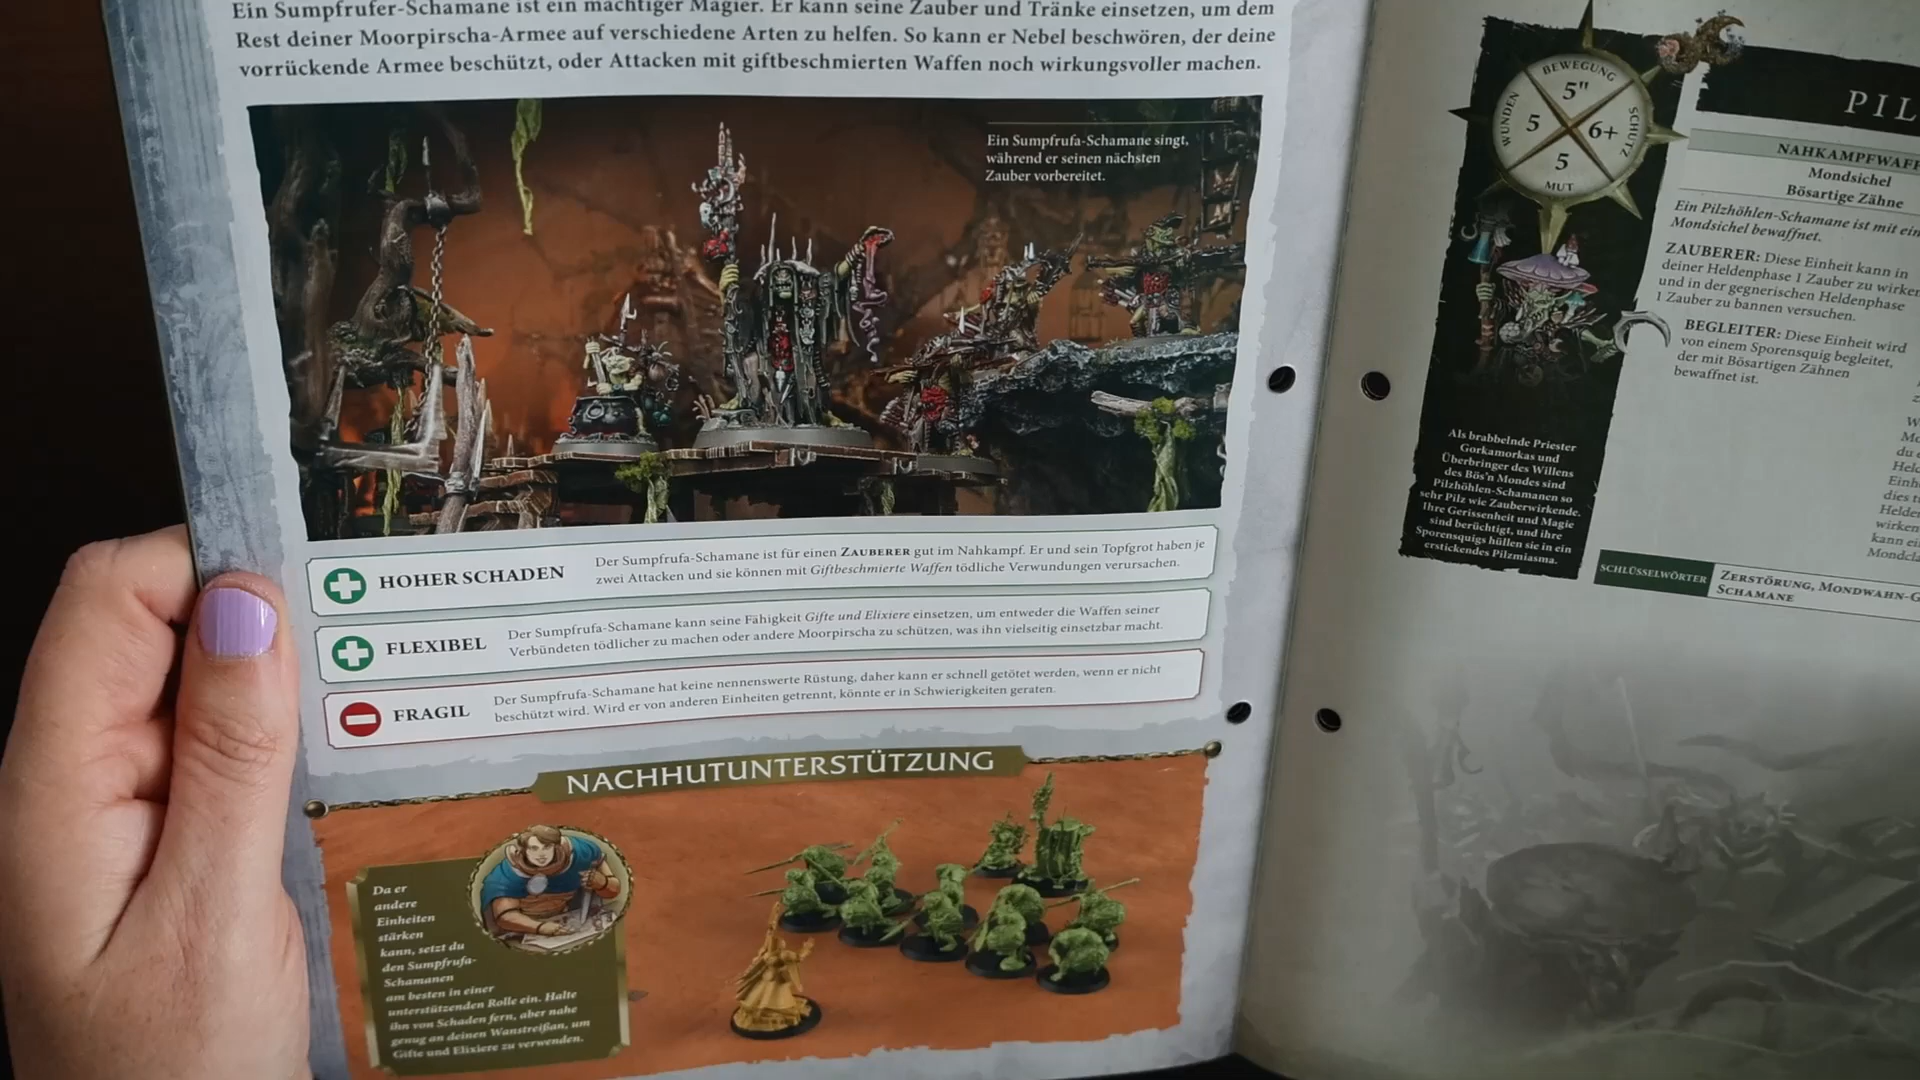 Ein Sumpfrufer-Schamane ist ein mächtiger Magier. Er kann seine Zauber und Tränke einsetzen, um dem
Rest deiner Moorpirscha-Armee auf verschiedene Arten zu helfen. So kann er Nebel beschwören, der deine
vorrückende Armee beschützt, oder Attacken mit giftbeschmierten Waffen noch wirkungsvoller machen.
Ein Sumpfrufa-Schamane singt,
während er seinen nächsten
Zauber vorbereitet.
HOHER SCHADEN
Der Sumpfrufa-Schamane ist für einen ZAUBERER gut im Nahkampf. Er und sein Topfgrot haben je
zwei Attacken und sie können mit Giftbeschmierte Waffen tödliche Verwundungen verursachen.
FLEXIBEL
Der Sumpfrufa-Schamane kann seine Fähigkeit Gifte und Elixiere einsetzen, um entweder die Waffen seiner
Verbündeten tödlicher zu machen oder andere Moorpirscha zu schützen, was ihn vielseitig einsetzbar macht.
FRAGIL
Der Sumpfrufa-Schamane hat keine nennenswerte Rüstung, daher kann er schnell getötet werden, wenn er nicht
beschützt wird. Wird er von anderen Einheiten getrennt, könnte er in Schwierigkeiten geraten.
NACHHUTUNTERSTÜTZUNG
Da er
andere
Einheiten
stärken
kann, setzt du
den Sumpfrufa-
Schamanen
am besten in einer
unterstützenden Rolle ein. Halte
ihn von Schaden fern, aber nahe
genug an deinen Wanstreißan, um
Gifte und Elixiere zu verwenden.
BEWEGUNG
5"
WUNDEN
5
6+
SCHUTZ
5
MUT
PIL
NAHKAMPFWAFF
Mondsichel
Bösartige Zähne
Ein Pilzhöhlen-Schamane ist mit ein
Mondsichel bewaffnet.
ZAUBERER: Diese Einheit kann in
deiner Heldenphase 1 Zauber zu wirken
und in der gegnerischen Heldenphase
1 Zauber zu bannen versuchen.
BEGLEITER: Diese Einheit wird
von einem Sporensquig begleitet,
der mit Bösartigen Zähnen
bewaffnet ist.
Als brabbelnde Priester
Gorkamorkas und
Überbringer des Willens
des Bös'n Mondes sind
Pilzhöhlen-Schamanen so
sehr Pilz wie Zauberwirkende.
Ihre Gerissenheit und Magie
sind berüchtigt, und ihre
Sporensquigs hüllen sie in ein
erstickendes Pilzmiasma.
du
Held
Einh
dies
Helden
wirken
kann ei
Mondcla
SCHLÜSSELWÖRTER
ZERSTÖRUNG, MONDWAHN-G
SCHAMANE